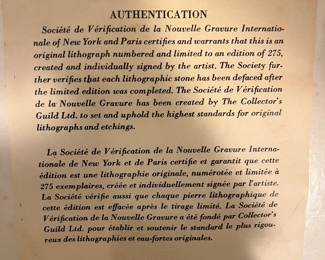 AUTHENTICATION
Société de Vérification de la Nouvelle Gravure Internatio-
nale of New York and Paris certifies and warrants that this is an
original lithograph numbered and limited to an edition of 275,
created and individually signed by the artist. The Society fur-
ther verifies that each lithographic stone has been defaced after
the limited edition was completed. The Société de Vérification
de la Nouvelle Gravure has been created by The Collector's
Guild Ltd. to set and uphold the highest standards for original
lithographs and etchings.
La Société de Vérification de la Nouvelle Gravure Interna-
tionale de New York et de Paris certifie et garantit que cette
édition est une lithographie originale, numérotée et limitée à
275 exemplaires, créée et individuellement signée par l'artiste.
La Société vérifie aussi que chaque pierre lithographique de
cette édition est effacée après le tirage limité. La Société de
Vérification de la Nouvelle Gravure a été fondé par Collector's
Guild Ltd. pour établir et soutenir le standard le plus rigou-
reux des lithographies et eau-fortes originales.